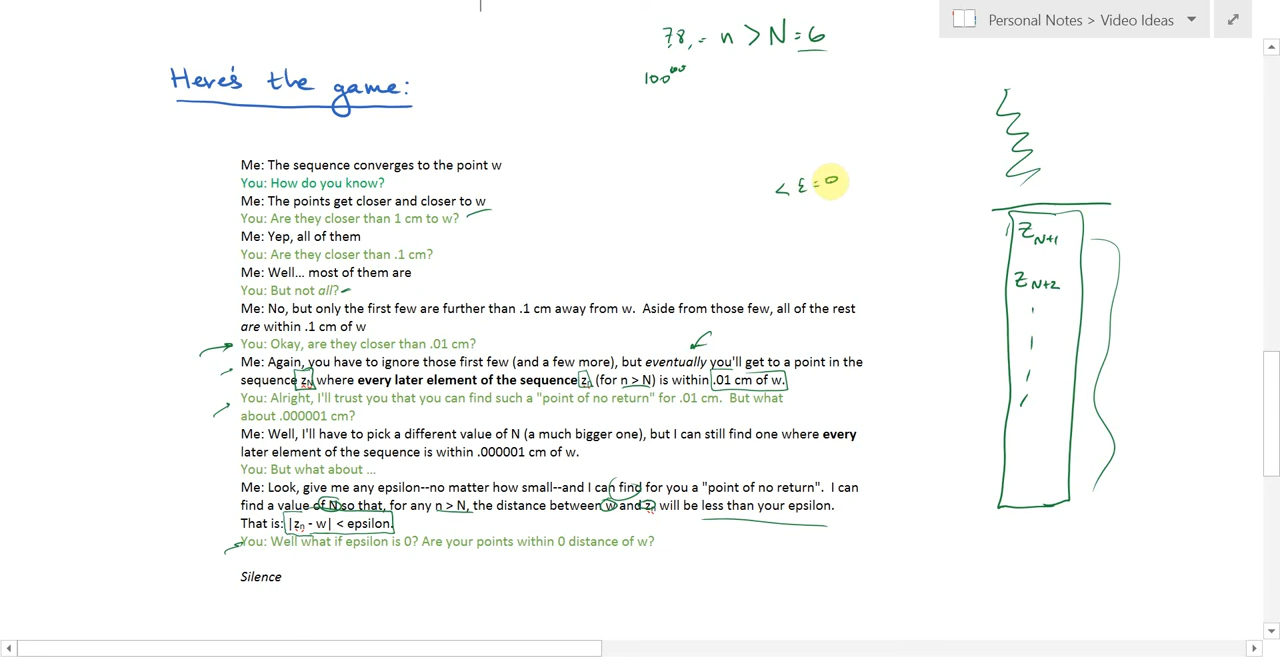 Personal Notes > Video Ideas
7,8, .. n > N = 6
100
Here's the game:
Me: The sequence converges to the point w
You: How do you know?
Me: The points get closer and closer to w
You: Are they closer than 1 cm to w?
Me: Yep, all of them
You: Are they closer than .1 cm?
Me: Well... most of them are
You: But not all?
Me: No, but only the first few are further than .1 cm away from w. Aside from those few, all of the rest
are within .1 cm of w
You: Okay, are they closer than .01 cm?
Me: Again, you have to ignore those first few (and a few more), but eventually you'll get to a point in the
sequence zN where every later element of the sequence zn (for n > N) is within .01 cm of w.
You: Alright, I'll trust you that you can find such a "point of no return" for .01 cm. But what
about .000001 cm?
Me: Well, I'll have to pick a different value of N (a much bigger one), but I can still find one where every
later element of the sequence is within .000001 cm of w.
You: But what about ...
Me: Look, give me any epsilon--no matter how small--and I can find for you a "point of no return". I can
find a value of N so that, for any n > N, the distance between w and zn will be less than your epsilon.
That is: |zn - w| < epsilon.
You: Well what if epsilon is 0? Are your points within 0 distance of w?
Silence
< ε = 0
Z N+1
Z N+2